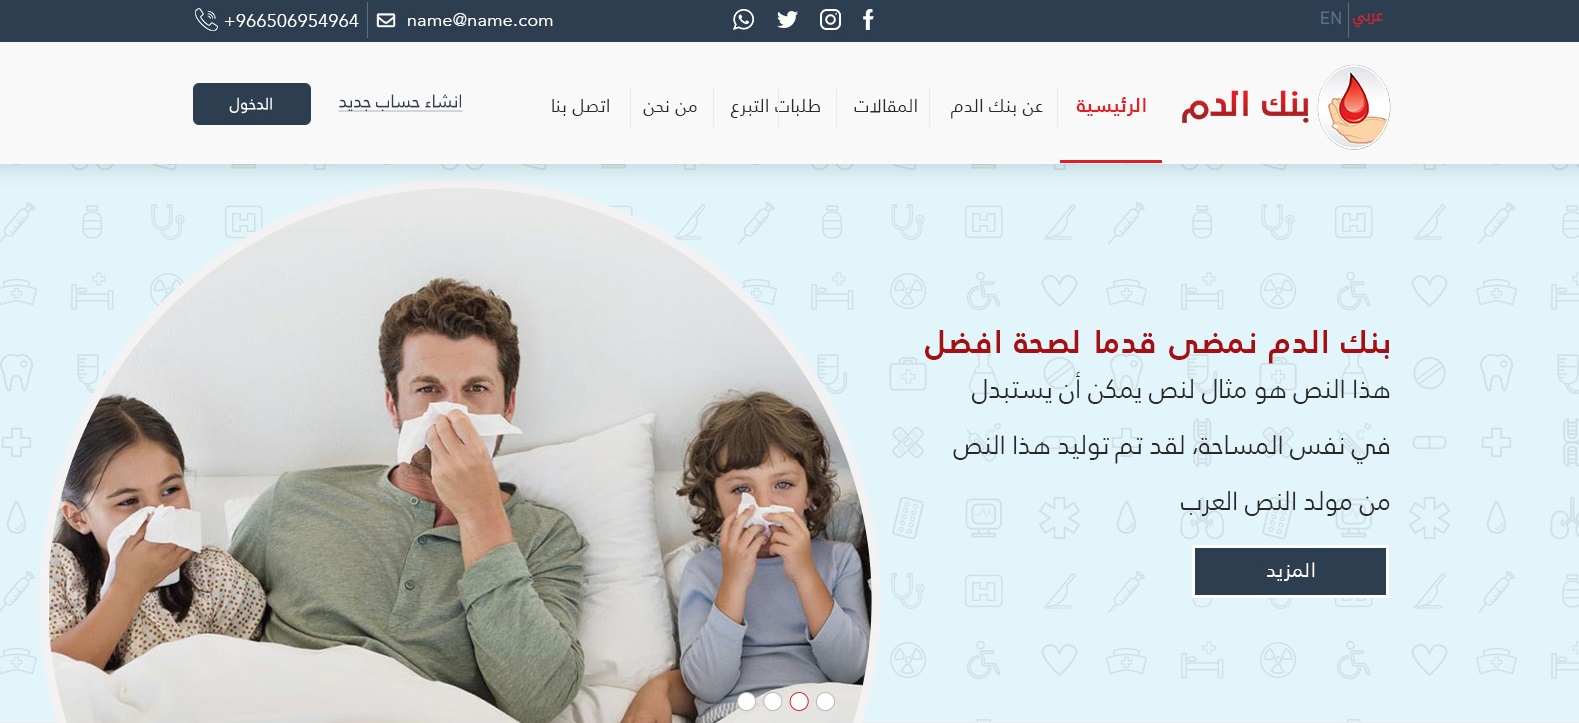 عربي
EN
name@name.com
+966506954964
بنك الدم
الرئيسية
عن بنك الدم
المقالات
طلبات التبرع
من نحن
اتصل بنا
انشاء حساب جديد
الدخول
بنك الدم نمضى قدما لصحة افضل
هذا النص هو مثال لنص يمكن أن يستبدل
في نفس المساحة، لقد تم توليد هذا النص
من مولد النص العرب
المزيد